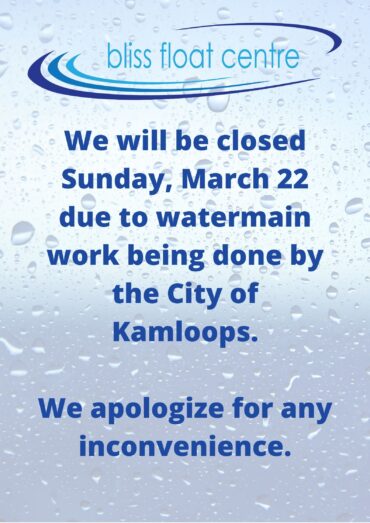 bliss float centre
We will be closed
Sunday, March 22
due to watermain
work being done by
the City of
Kamloops.
We apologize for any
inconvenience.